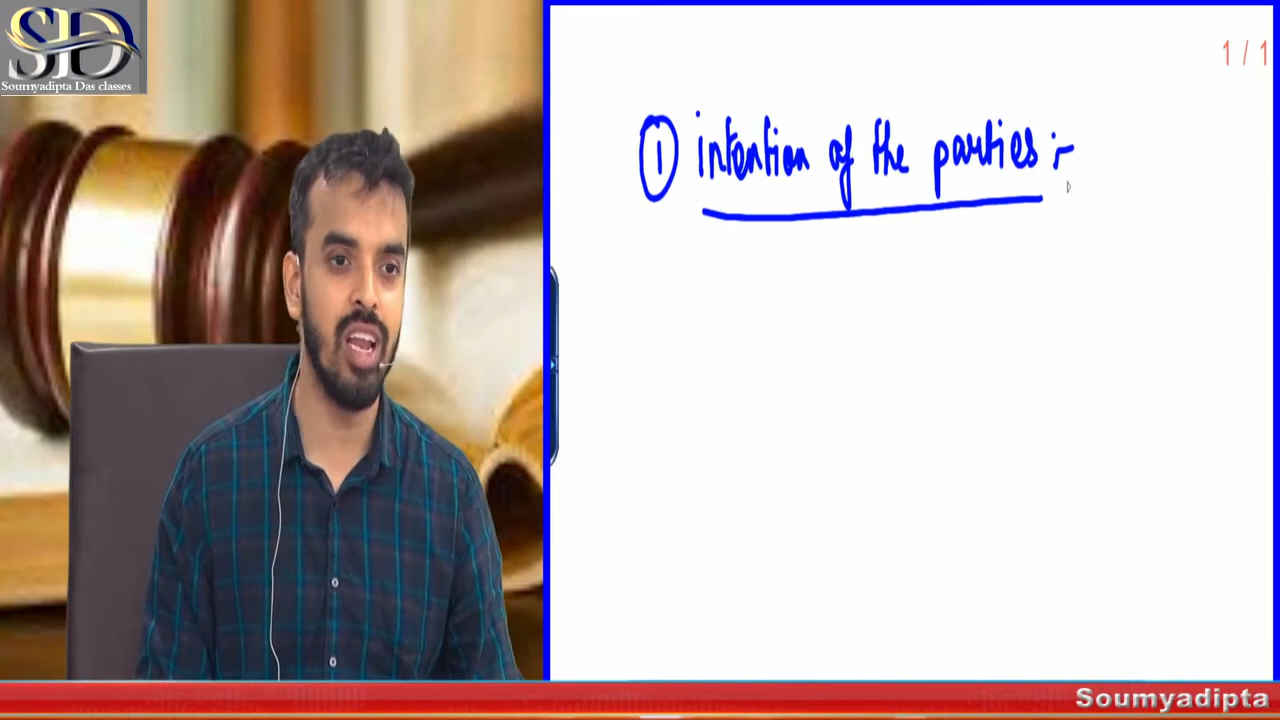 SD
Soumyadipta Das classes
1 / 1
① intention of the parties :-
Soumyadipta